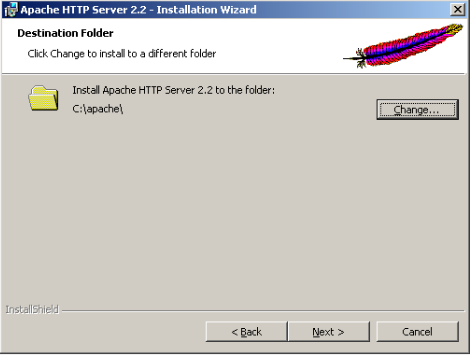 Apache HTTP Server 2.2 - Installation Wizard
Destination Folder
Click Change to install to a different folder
Install Apache HTTP Server 2.2 to the folder:
C:\apache\
Change...
InstallShield
< Back
Next >
Cancel